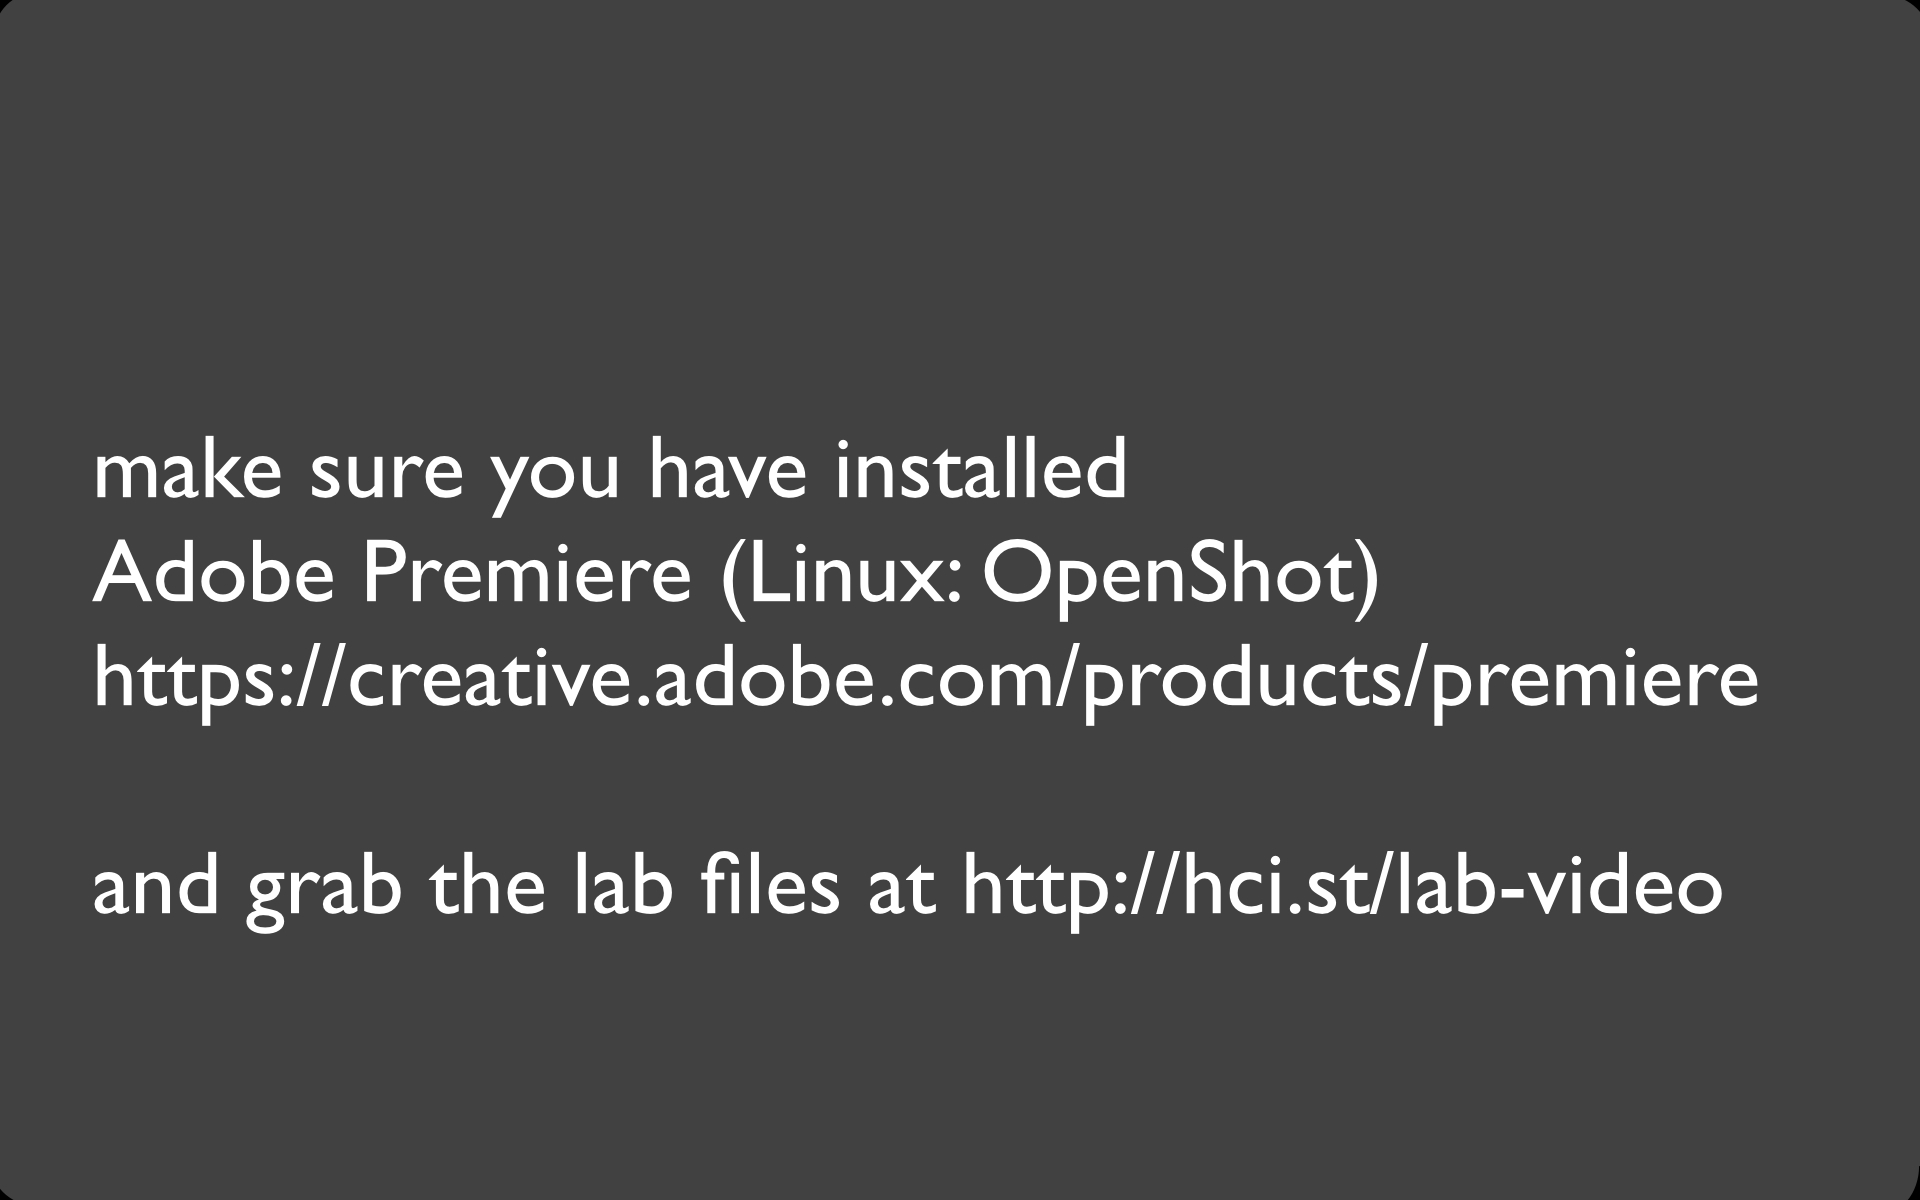 make sure you have installed
Adobe Premiere (Linux: OpenShot)
https://creative.adobe.com/products/premiere
and grab the lab files at http://hci.st/lab-video